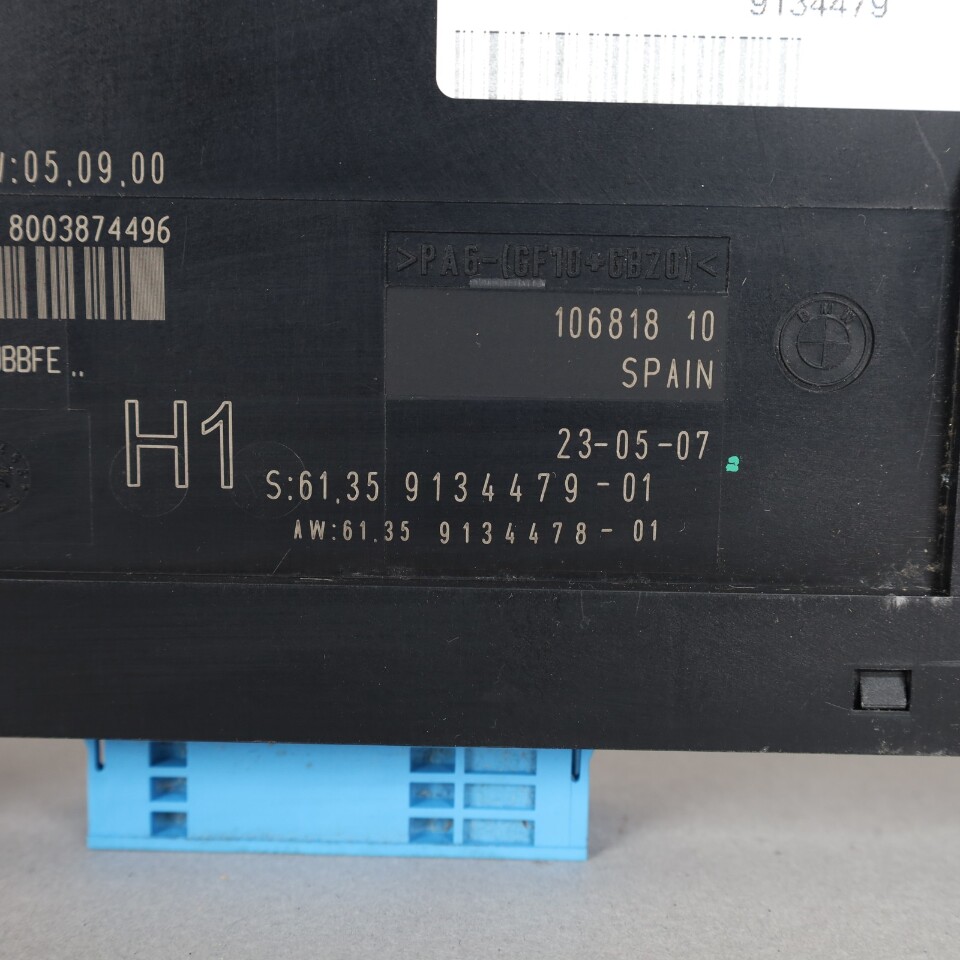 9134479
:05.09.00
8003874496
>PA6-(GF10+GB20)<
106818 10
SPAIN
BMW
BBFE..
H1
23-05-07
S:61.35 9134479-01
AW:61.35 9134478-01